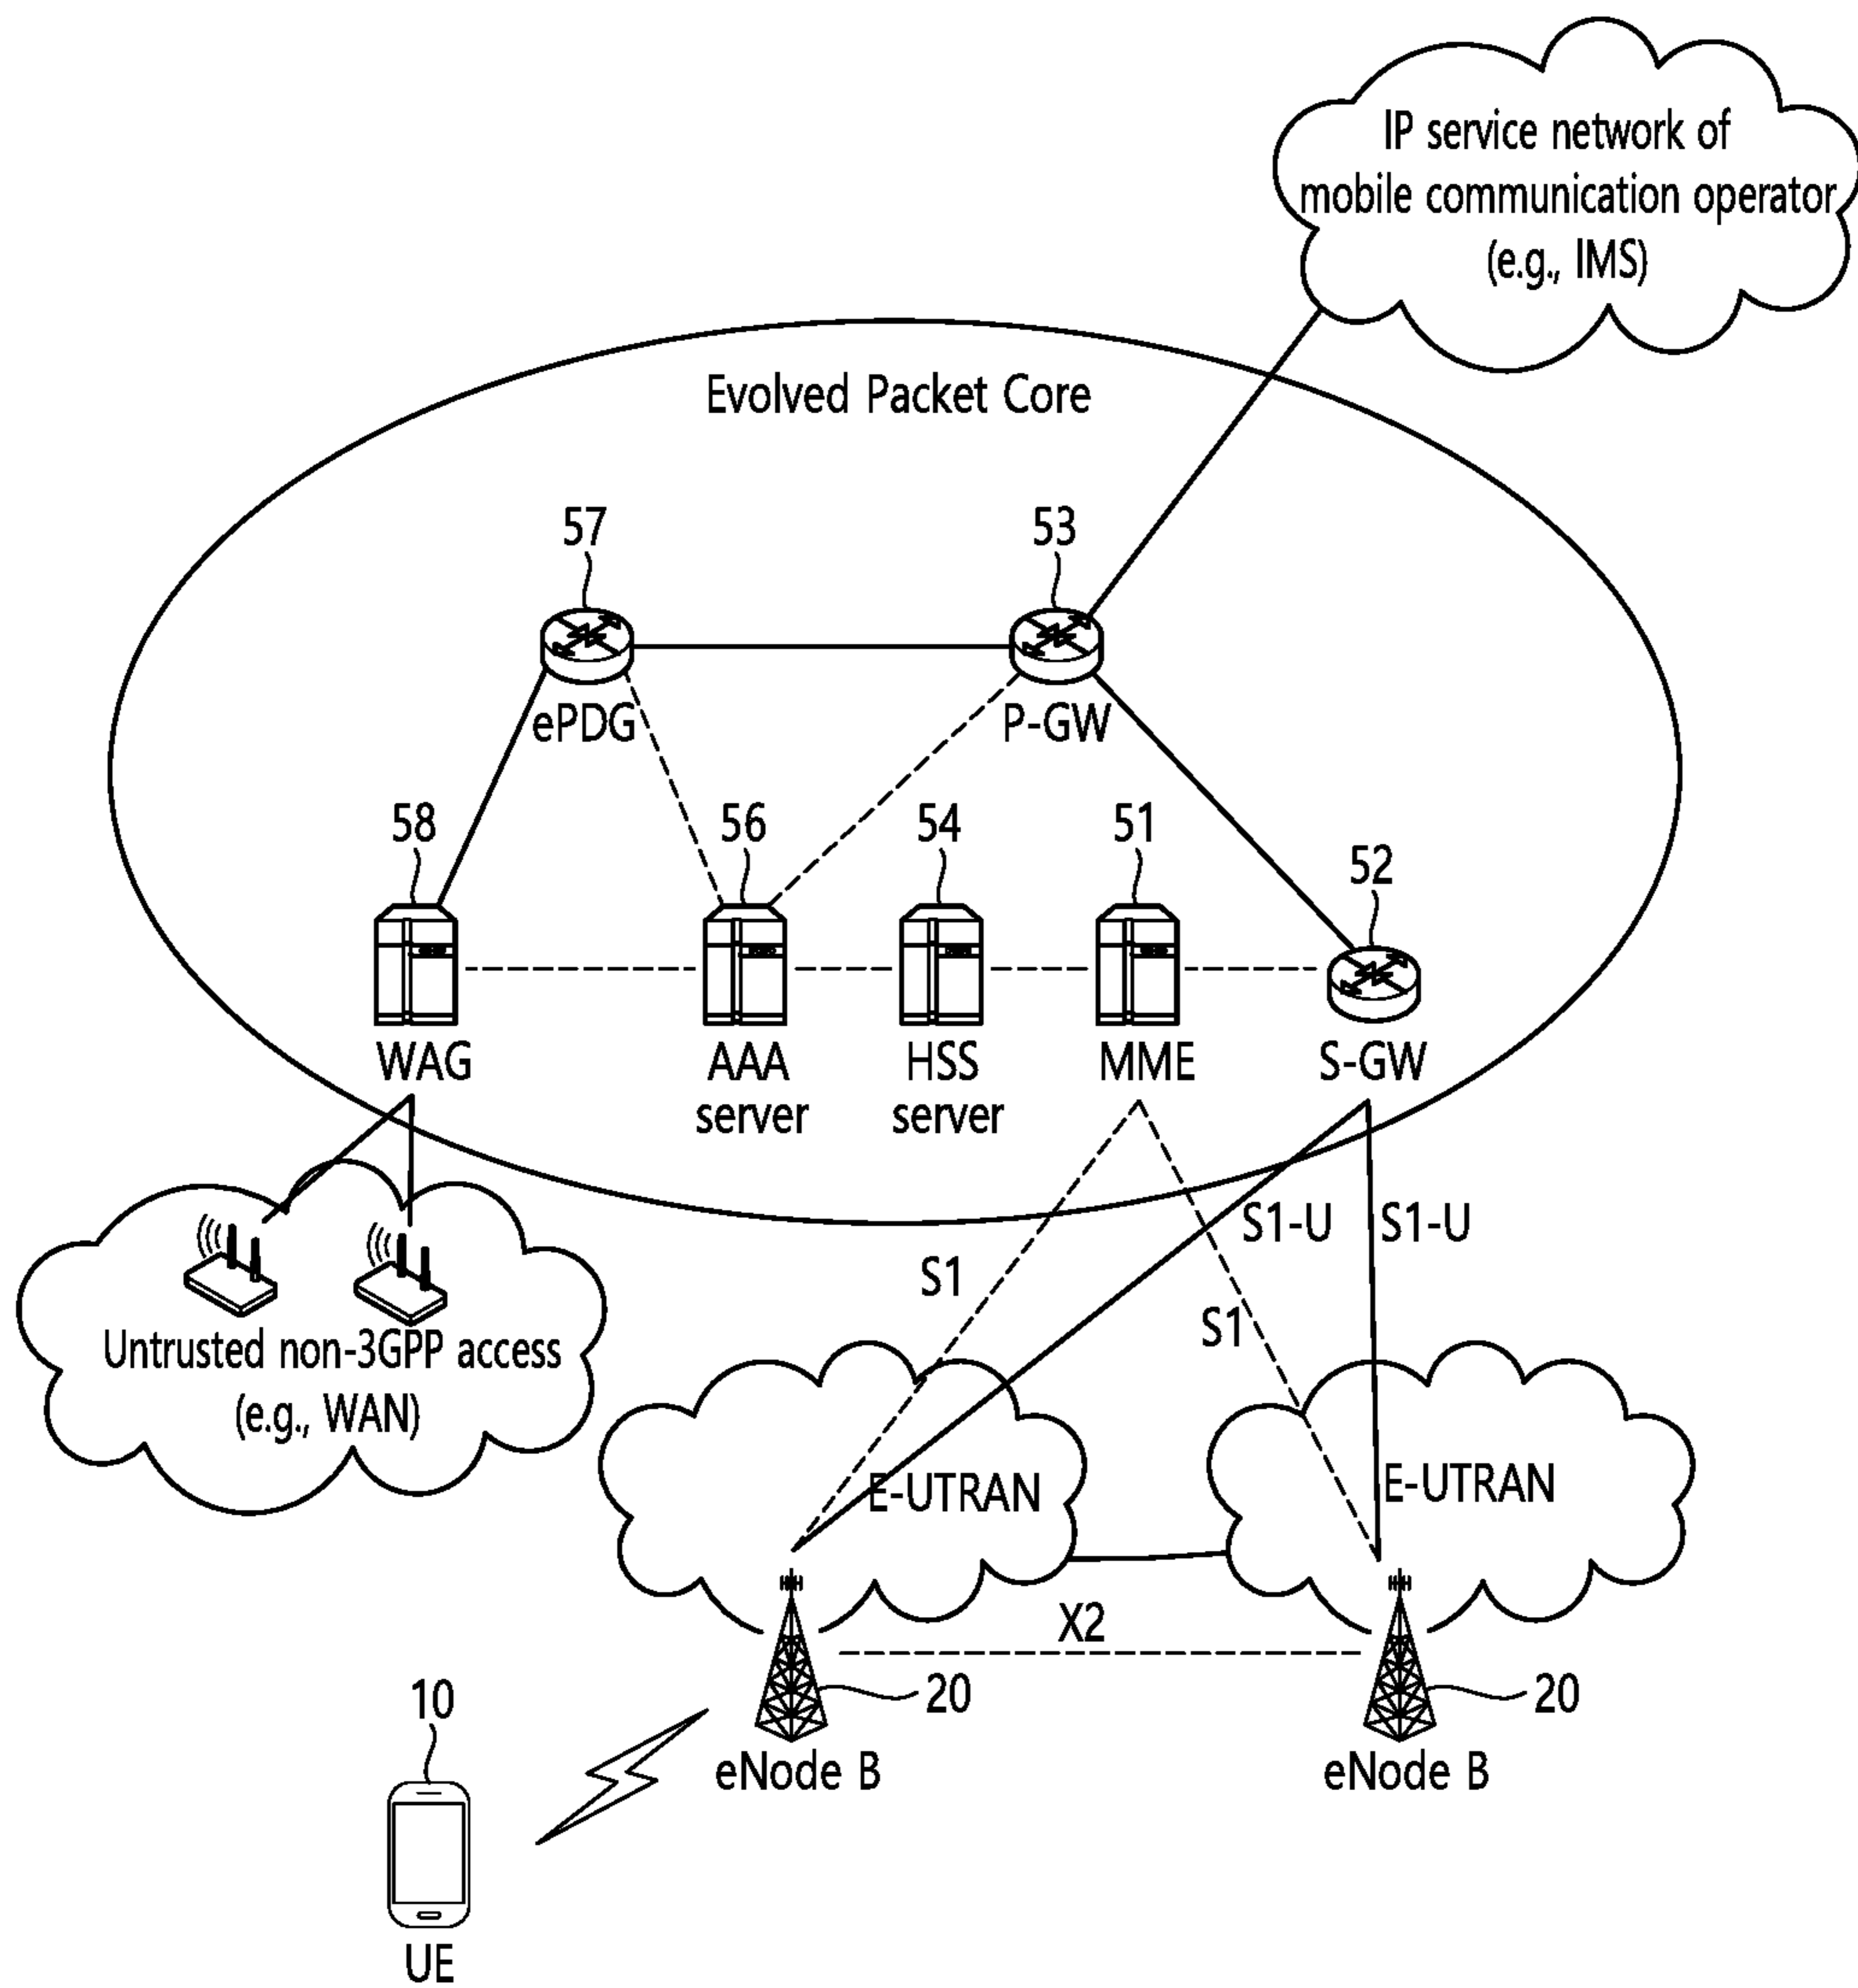 IP service network of
mobile communication operator
(e.g., IMS)
Evolved Packet Core
57
53
ePDG
P-GW
58
56
54
51
52
WAG
AAA
server
HSS
server
MME
S-GW
S1-U
S1-U
S1
S1
Untrusted non-3GPP access
(e.g., WAN)
E-UTRAN
E-UTRAN
X2
10
20
20
eNode B
eNode B
UE